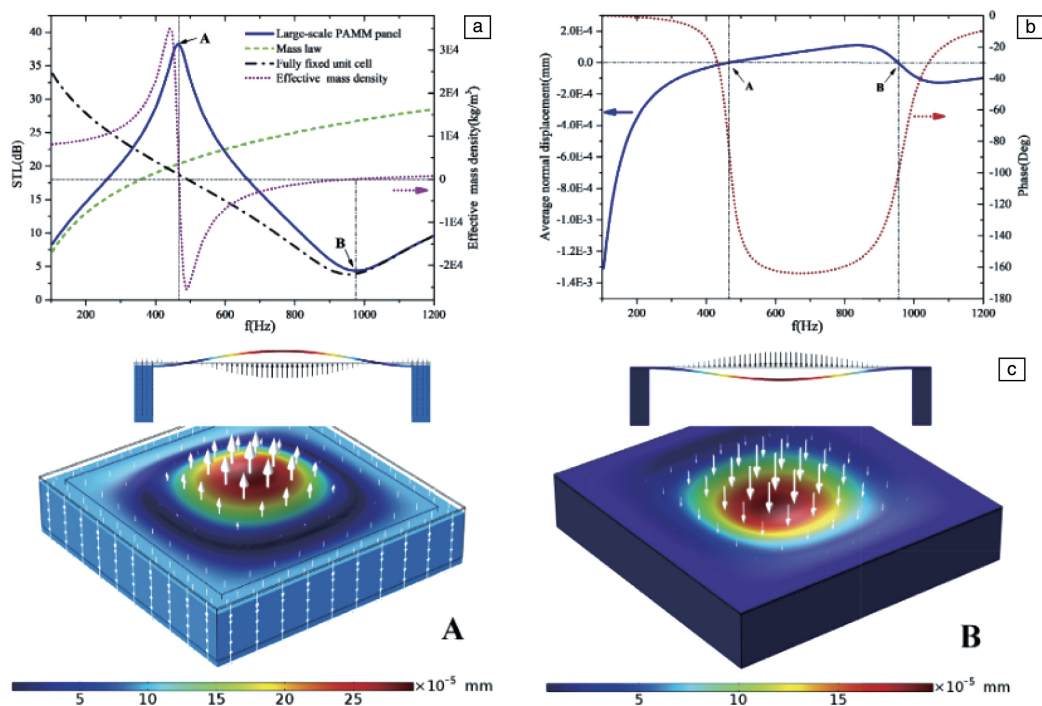 a
40
35
30
25
20
15
10
5
0
STL(dB)
A
B
Large-scale PAMM panel
Mass law
Fully fixed unit cell
Effective mass density
3E4
2E4
1E4
0
-1E4
-2E4
Effective mass density(kg/m³)
200 400 600 800 1000 1200
f(Hz)
b
2.0E-4
0.0
-2.0E-4
-4.0E-4
-6.0E-4
-8.0E-4
-1.0E-3
-1.2E-3
-1.4E-3
Average normal displacement(mm)
A
B
0
-20
-40
-60
-80
-100
-120
-140
-160
-180
Phase(Deg)
200 400 600 800 1000 1200
f(Hz)
c
A
5 10 15 20 25 ×10⁻⁵ mm
B
5 10 15 ×10⁻⁵ mm